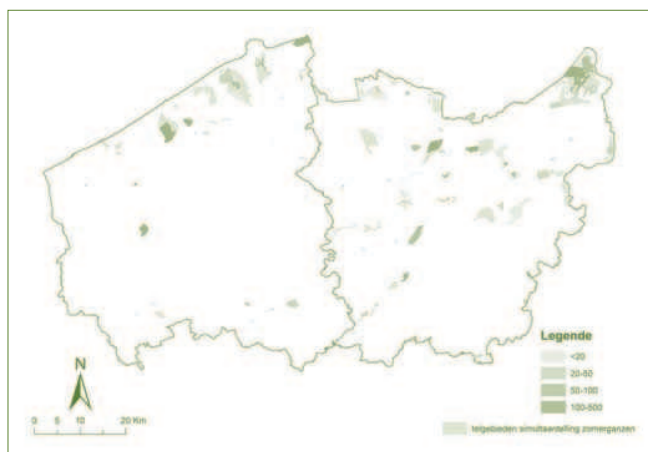 Legende
<20
20-50
50-100
100-500
telgebieden simultaantelling zomerganzen
N
0 5 10 20 Km